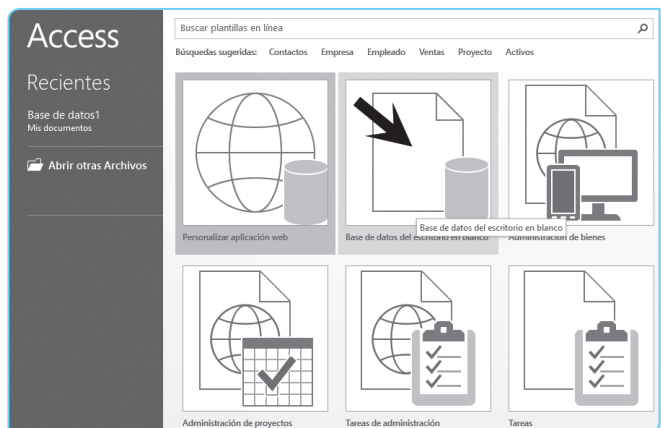 Access
Recientes
Base de datos1
Mis documentos
Abrir otras Archivos
Buscar plantillas en línea
Búsquedas sugeridas: Contactos Empresa Empleado Ventas Proyecto Activos
Personalizar aplicación web
Base de datos del escritorio en blanco
Base de datos del escritorio en blanco
Administración de bienes
Administración de proyectos
Tareas de administración
Tareas